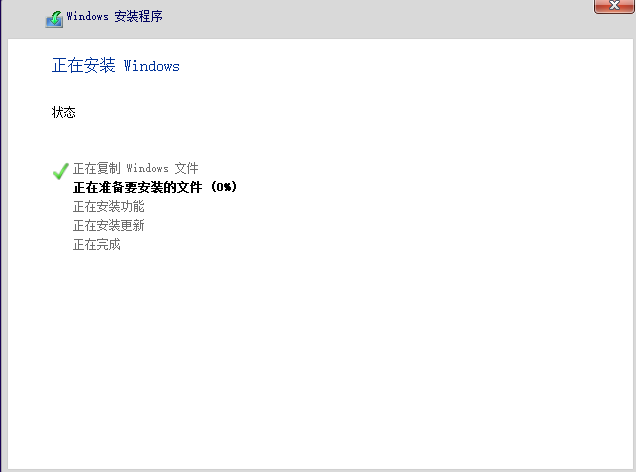 Windows 安装程序
正在安装 Windows
状态
正在复制 Windows 文件
正在准备要安装的文件 (0%)
正在安装功能
正在安装更新
正在完成